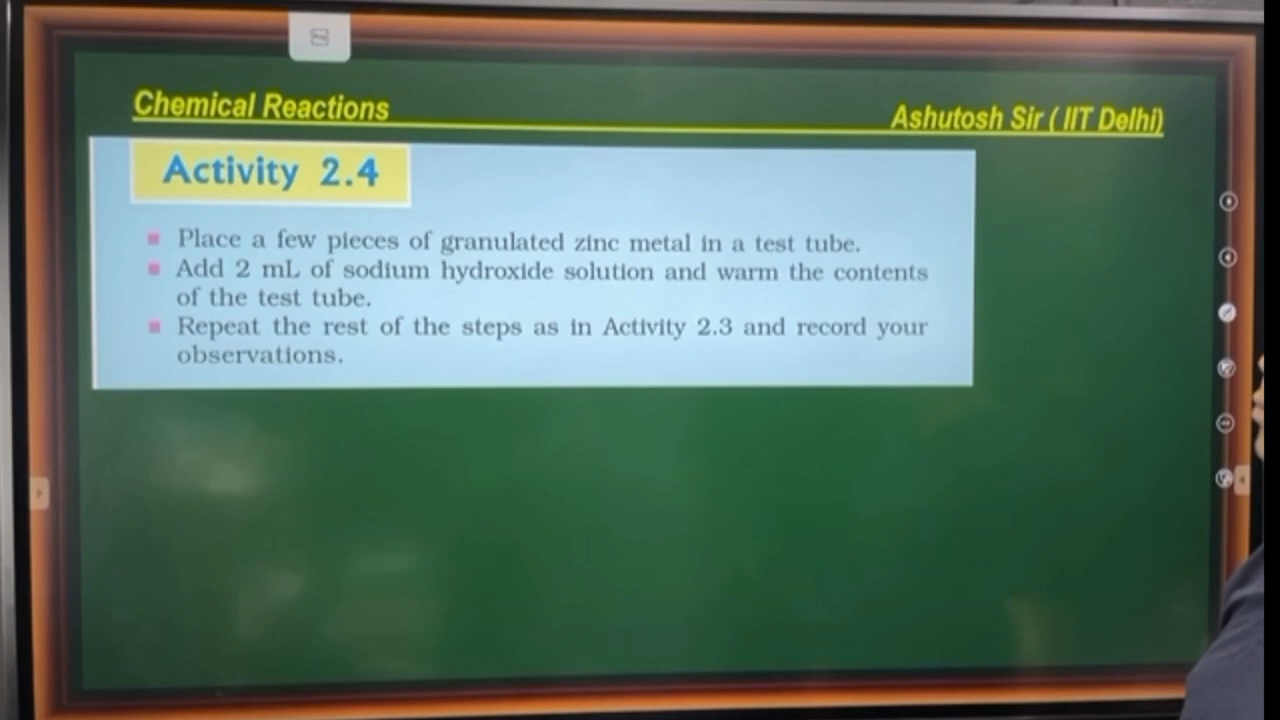 Chemical Reactions
Ashutosh Sir ( IIT Delhi)
Activity 2.4
Place a few pieces of granulated zinc metal in a test tube.
Add 2 mL of sodium hydroxide solution and warm the contents
of the test tube.
Repeat the rest of the steps as in Activity 2.3 and record your
observations.